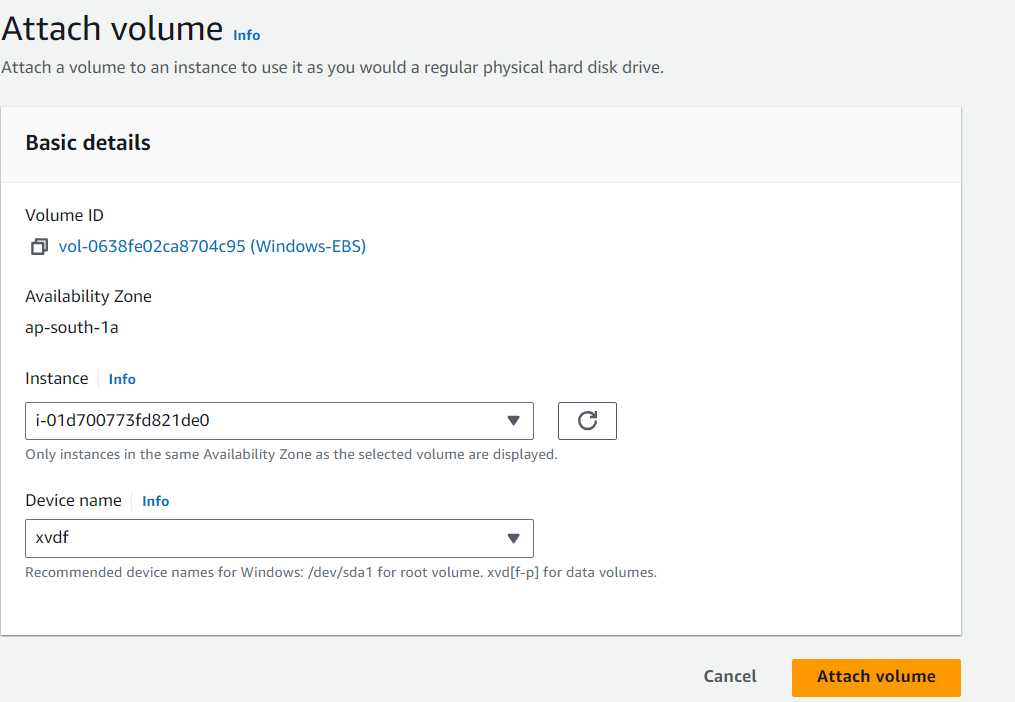 Attach volume Info
Attach a volume to an instance to use it as you would a regular physical hard disk drive.
Basic details
Volume ID
vol-0638fe02ca8704c95 (Windows-EBS)
Availability Zone
ap-south-1a
Instance Info
i-01d700773fd821de0
Only instances in the same Availability Zone as the selected volume are displayed.
Device name Info
xvdf
Recommended device names for Windows: /dev/sda1 for root volume. xvd[f-p] for data volumes.
Cancel Attach volume